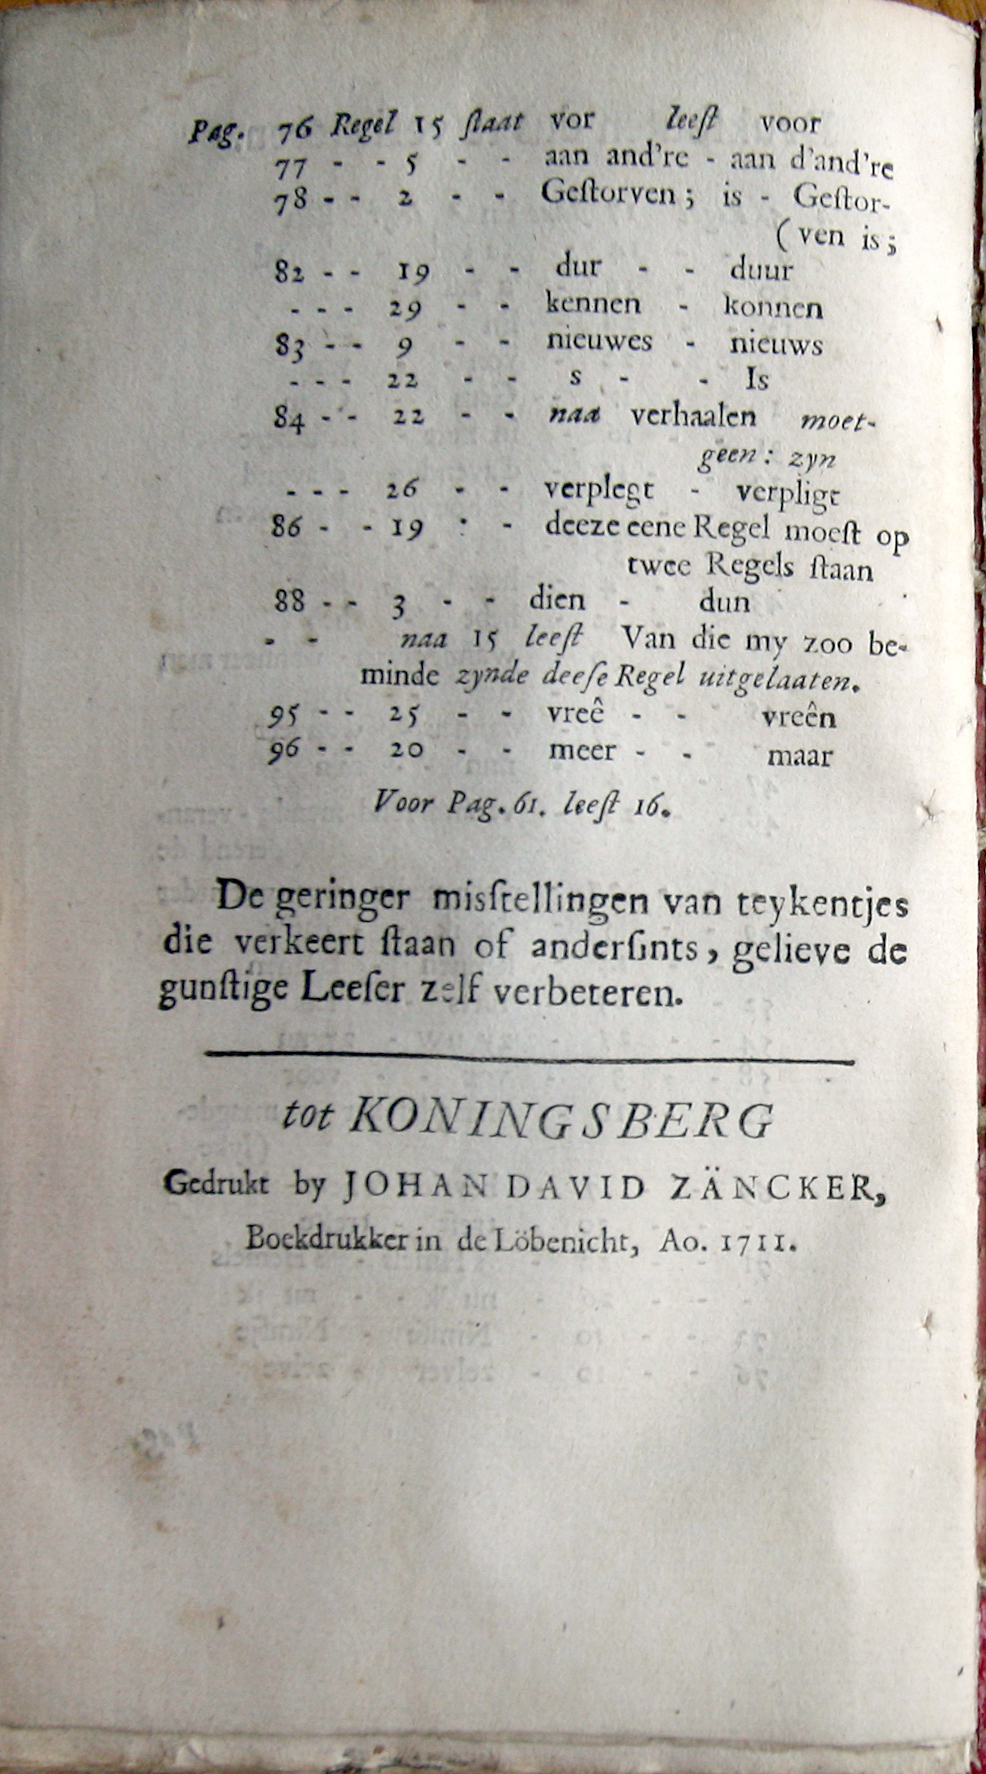 Pag. 76 Regel 15 ſtaat vor leeſt voor
77 - - 5 - - aan and're - aan d'and're
78 - - 2 - - Geſtorven ; is - Geſtor-
(ven is ;
82 - - 19 - - dur - - duur
- - - 29 - - kennen - konnen
83 - - 9 - - nieuwes - nieuws
- - - 22 - - s - - Is
84 - - 22 - - naa verhaalen moet-
geen : zyn
- - - 26 - - verplegt - verpligt
86 - - 19 : - deeze eene Regel moeſt op
twee Regels ſtaan
88 - - 3 - - dien - dun
- - naa 15 leeſt Van die my zoo be-
minde zynde deeſe Regel uitgelaaten.
95 - - 25 - - vreê - - vreên
96 - - 20 - - meer - - maar
Voor Pag. 61. leeſt 16.
De geringer misſtellingen van teykentjes
die verkeert ſtaan of anderſints, gelieve de
gunſtige Leeſer zelf verbeteren.
tot KONINGSBERG
Gedrukt by JOHAN DAVID ZÄNCKER,
Boekdrukker in de Löbenicht, Ao. 1711.